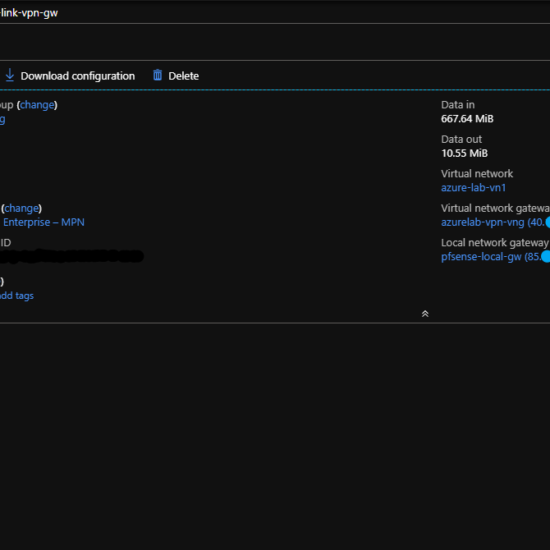 -link-vpn-gw
Download configuration
Delete
oup (change)
g
(change)
Enterprise – MPN
ID
)
add tags
Data in
667.64 MiB
Data out
10.55 MiB
Virtual network
azure-lab-vn1
Virtual network gatewa
azurelab-vpn-vng (40.
Local network gateway
pfsense-local-gw (85.